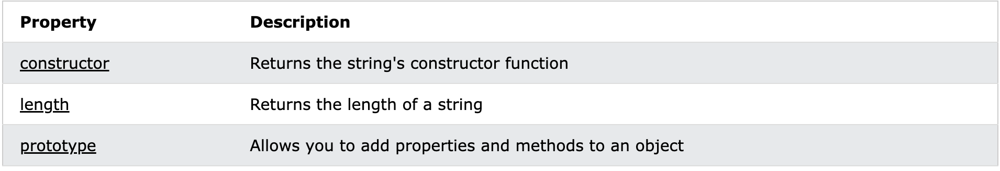 Property Description
constructor Returns the string's constructor function
length Returns the length of a string
prototype Allows you to add properties and methods to an object